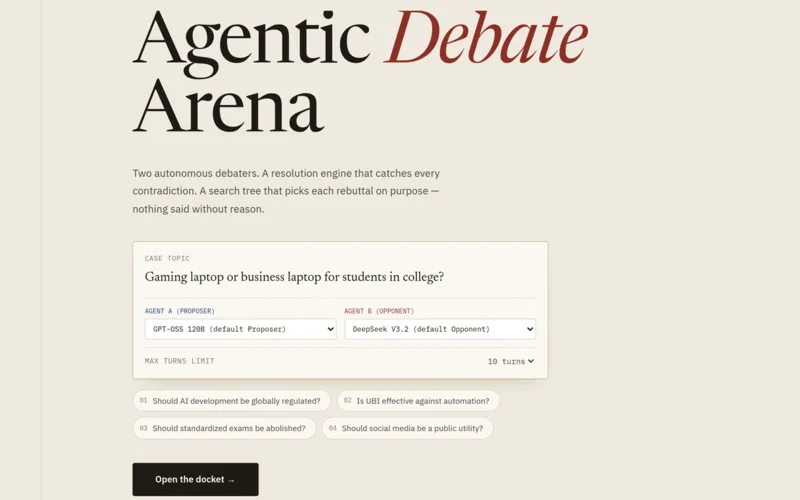 Agentic Debate
Arena
Two autonomous debaters. A resolution engine that catches every
contradiction. A search tree that picks each rebuttal on purpose —
nothing said without reason.
CASE TOPIC
Gaming laptop or business laptop for students in college?
AGENT A (PROPOSER)
AGENT B (OPPONENT)
GPT-OSS 120B (default Proposer)
DeepSeek V3.2 (default Opponent)
MAX TURNS LIMIT
10 turns
01 Should AI development be globally regulated?
02 Is UBI effective against automation?
03 Should standardized exams be abolished?
04 Should social media be a public utility?
Open the docket →